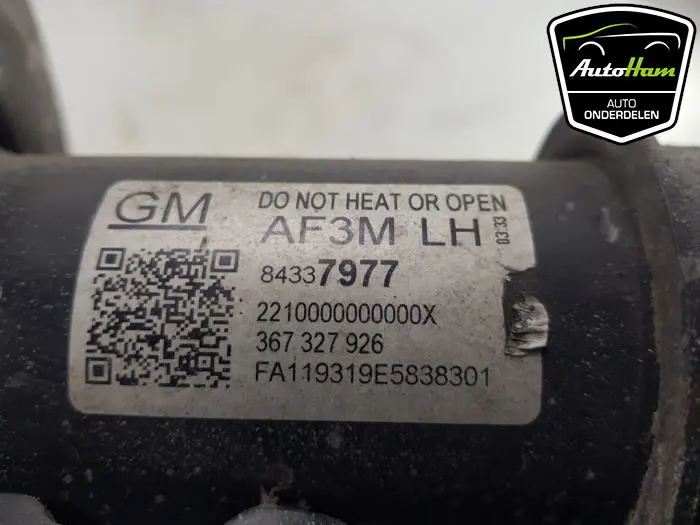 AutoHam
AUTO
ONDERDELEN
GM
DO NOT HEAT OR OPEN
AF3M LH
03:33
84337977
2210000000000X
367 327 926
FA119319E5838301